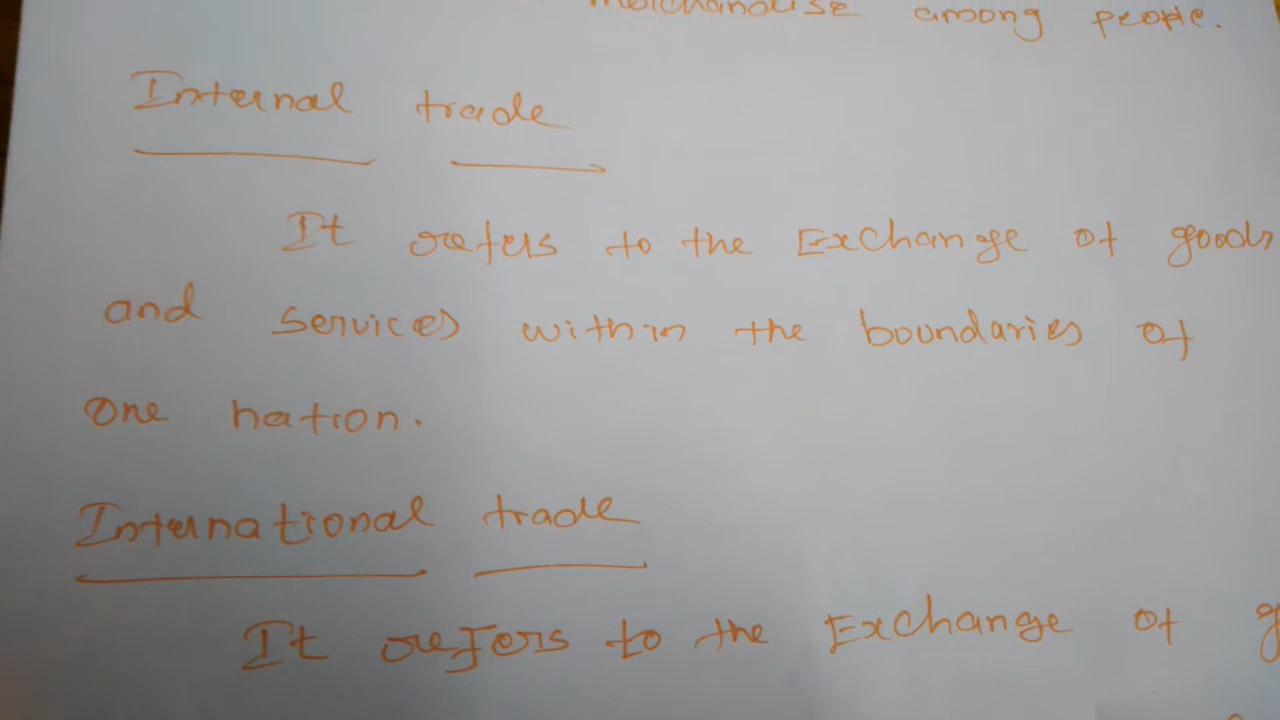 merchandise among people.
Internal trade
It refers to the Exchange of goods
and services within the boundaries of
one nation.
International trade
It refers to the Exchange of g